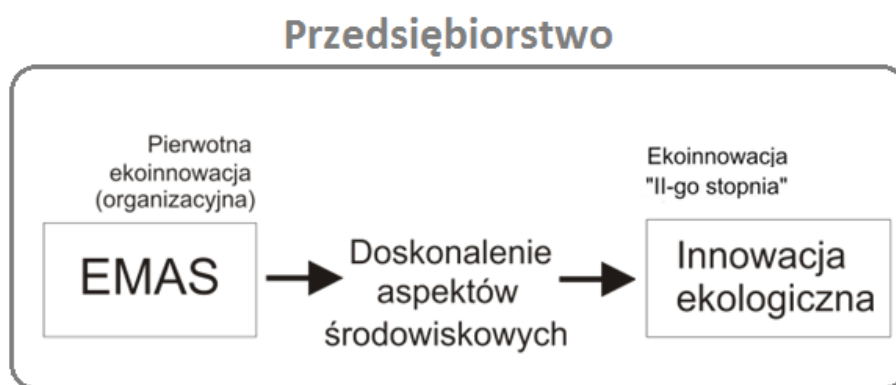 Przedsiębiorstwo
Pierwotna
ekoinnowacja
(organizacyjna)
EMAS
Doskonalenie
aspektów
środowiskowych
Ekoinnowacja
"II-go stopnia"
Innowacja
ekologiczna